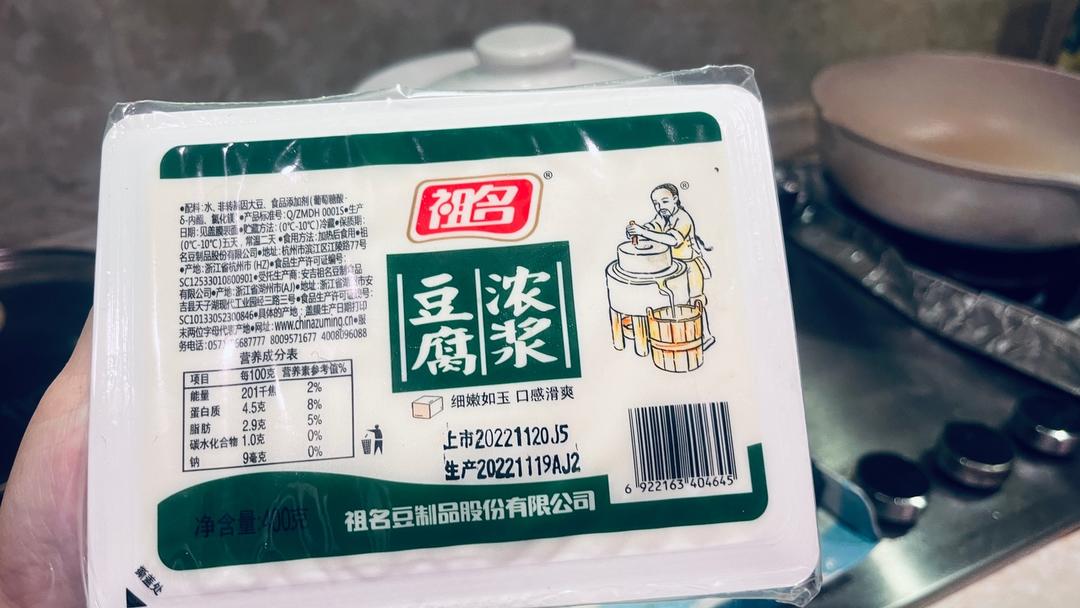 ●配料:水、非转基因大豆、食品添加剂(葡萄糖酸-
δ-内酯、氯化镁 ●产品标准号:Q/ZMDH 0001S●生产
日期:见盖膜表面●贮藏方法:(0℃-10℃)冷藏●保质期:
(0℃-10℃)五天、常温二天●食用方法:加热后食用●祖
名豆制品股份有限公司●地址:杭州市滨江区江陵路77号
●产地:浙江省杭州市(HZ)●食品生产许可证编号:
SC12533010800901●受托生产商:安吉祖名豆制食品
有限公司●产地:浙江省湖州市(AJ)●地址:浙江省湖州市安
吉县天子湖现代工业园经三路三号●食品生产许可证编号:
SC10133052300846●具体的产地:盖膜生产日期打印
未两位字母代表产地●网址:www.chinazuming.cn●服
务电话:0571 6687777 8009571677 4008096088
营养成分表
项目 每100克 营养素参考值%
能量 201千焦 2%
蛋白质 4.5克 8%
脂肪 2.9克 5%
碳水化合物 1.0克 0%
钠 9毫克 0%
祖名®
®
浓浆
豆腐
细嫩如玉 口感滑爽
上市20221120J5
生产20221119AJ2
6 922163 404645
净含量:400克
祖名豆制品股份有限公司
撕盖处